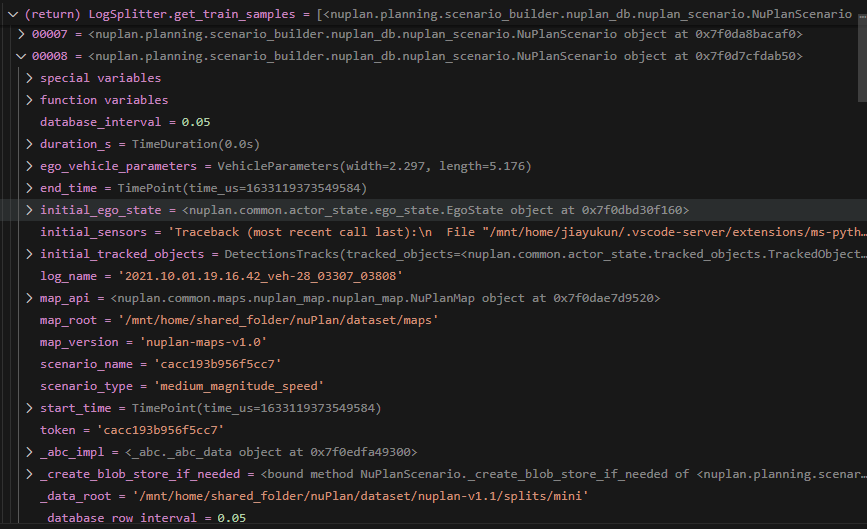 (return) LogSplitter.get_train_samples = [<nuplan.planning.scenario_builder.nuplan_db.nuplan_scenario.NuPlanScenario
00007 = <nuplan.planning.scenario_builder.nuplan_db.nuplan_scenario.NuPlanScenario object at 0x7f0da8bacaf0>
00008 = <nuplan.planning.scenario_builder.nuplan_db.nuplan_scenario.NuPlanScenario object at 0x7f0d7cfdab50>
special variables
function variables
database_interval = 0.05
duration_s = TimeDuration(0.0s)
ego_vehicle_parameters = VehicleParameters(width=2.297, length=5.176)
end_time = TimePoint(time_us=1633119373549584)
initial_ego_state = <nuplan.common.actor_state.ego_state.EgoState object at 0x7f0dbd30f160>
initial_sensors = 'Traceback (most recent call last):\n  File "/mnt/home/jiayukun/.vscode-server/extensions/ms-pyth…
initial_tracked_objects = DetectionsTracks(tracked_objects=<nuplan.common.actor_state.tracked_objects.TrackedObject…
log_name = '2021.10.01.19.16.42_veh-28_03307_03808'
map_api = <nuplan.common.maps.nuplan_map.nuplan_map.NuPlanMap object at 0x7f0dae7d9520>
map_root = '/mnt/home/shared_folder/nuPlan/dataset/maps'
map_version = 'nuplan-maps-v1.0'
scenario_name = 'cacc193b956f5cc7'
scenario_type = 'medium_magnitude_speed'
start_time = TimePoint(time_us=1633119373549584)
token = 'cacc193b956f5cc7'
_abc_impl = <_abc._abc_data object at 0x7f0edfa49300>
_create_blob_store_if_needed = <bound method NuPlanScenario._create_blob_store_if_needed of <nuplan.planning.scenar…
_data_root = '/mnt/home/shared_folder/nuPlan/dataset/nuplan-v1.1/splits/mini'
_database_row_interval = 0.05